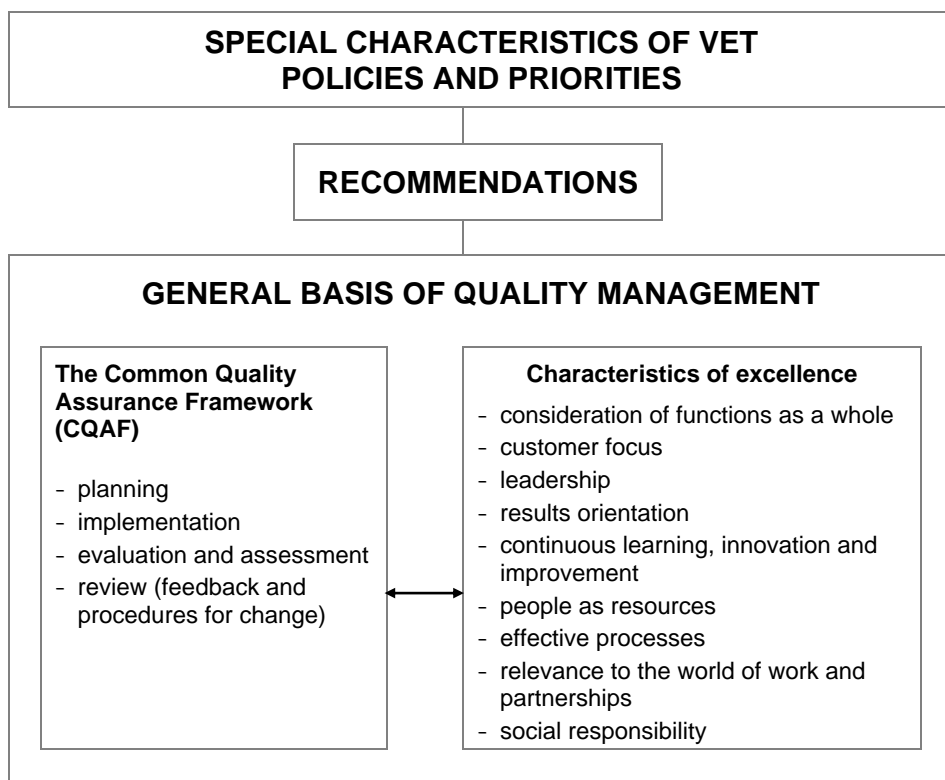 SPECIAL CHARACTERISTICS OF VET
POLICIES AND PRIORITIES
RECOMMENDATIONS
GENERAL BASIS OF QUALITY MANAGEMENT
The Common Quality
Assurance Framework
(CQAF)
- planning
- implementation
- evaluation and assessment
- review (feedback and
procedures for change)
Characteristics of excellence
- consideration of functions as a whole
- customer focus
- leadership
- results orientation
- continuous learning, innovation and
improvement
- people as resources
- effective processes
- relevance to the world of work and
partnerships
- social responsibility